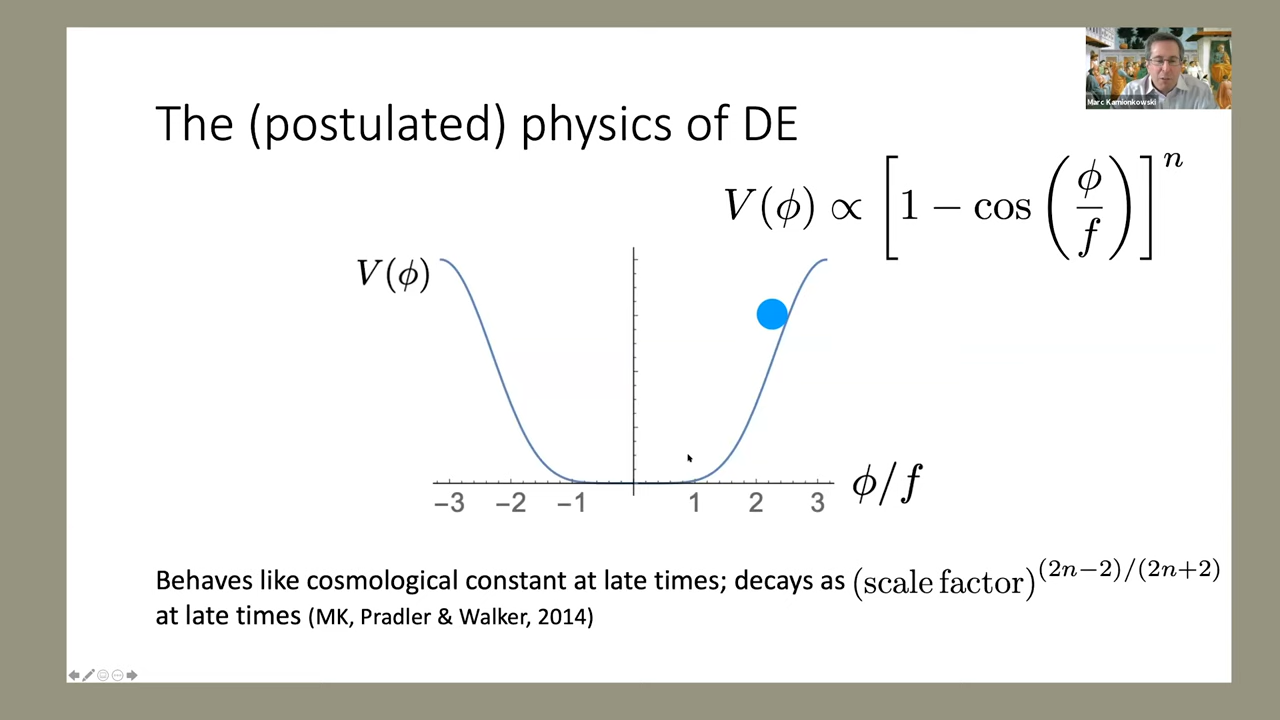 Marc Kamionkowski
The (postulated) physics of DE
V(ϕ) ∝ [1 − cos(ϕ/f)]^n
V(ϕ)
−3 −2 −1 1 2 3
ϕ/f
Behaves like cosmological constant at late times; decays as (scale factor)^(2n−2)/(2n+2)
at late times (MK, Pradler & Walker, 2014)